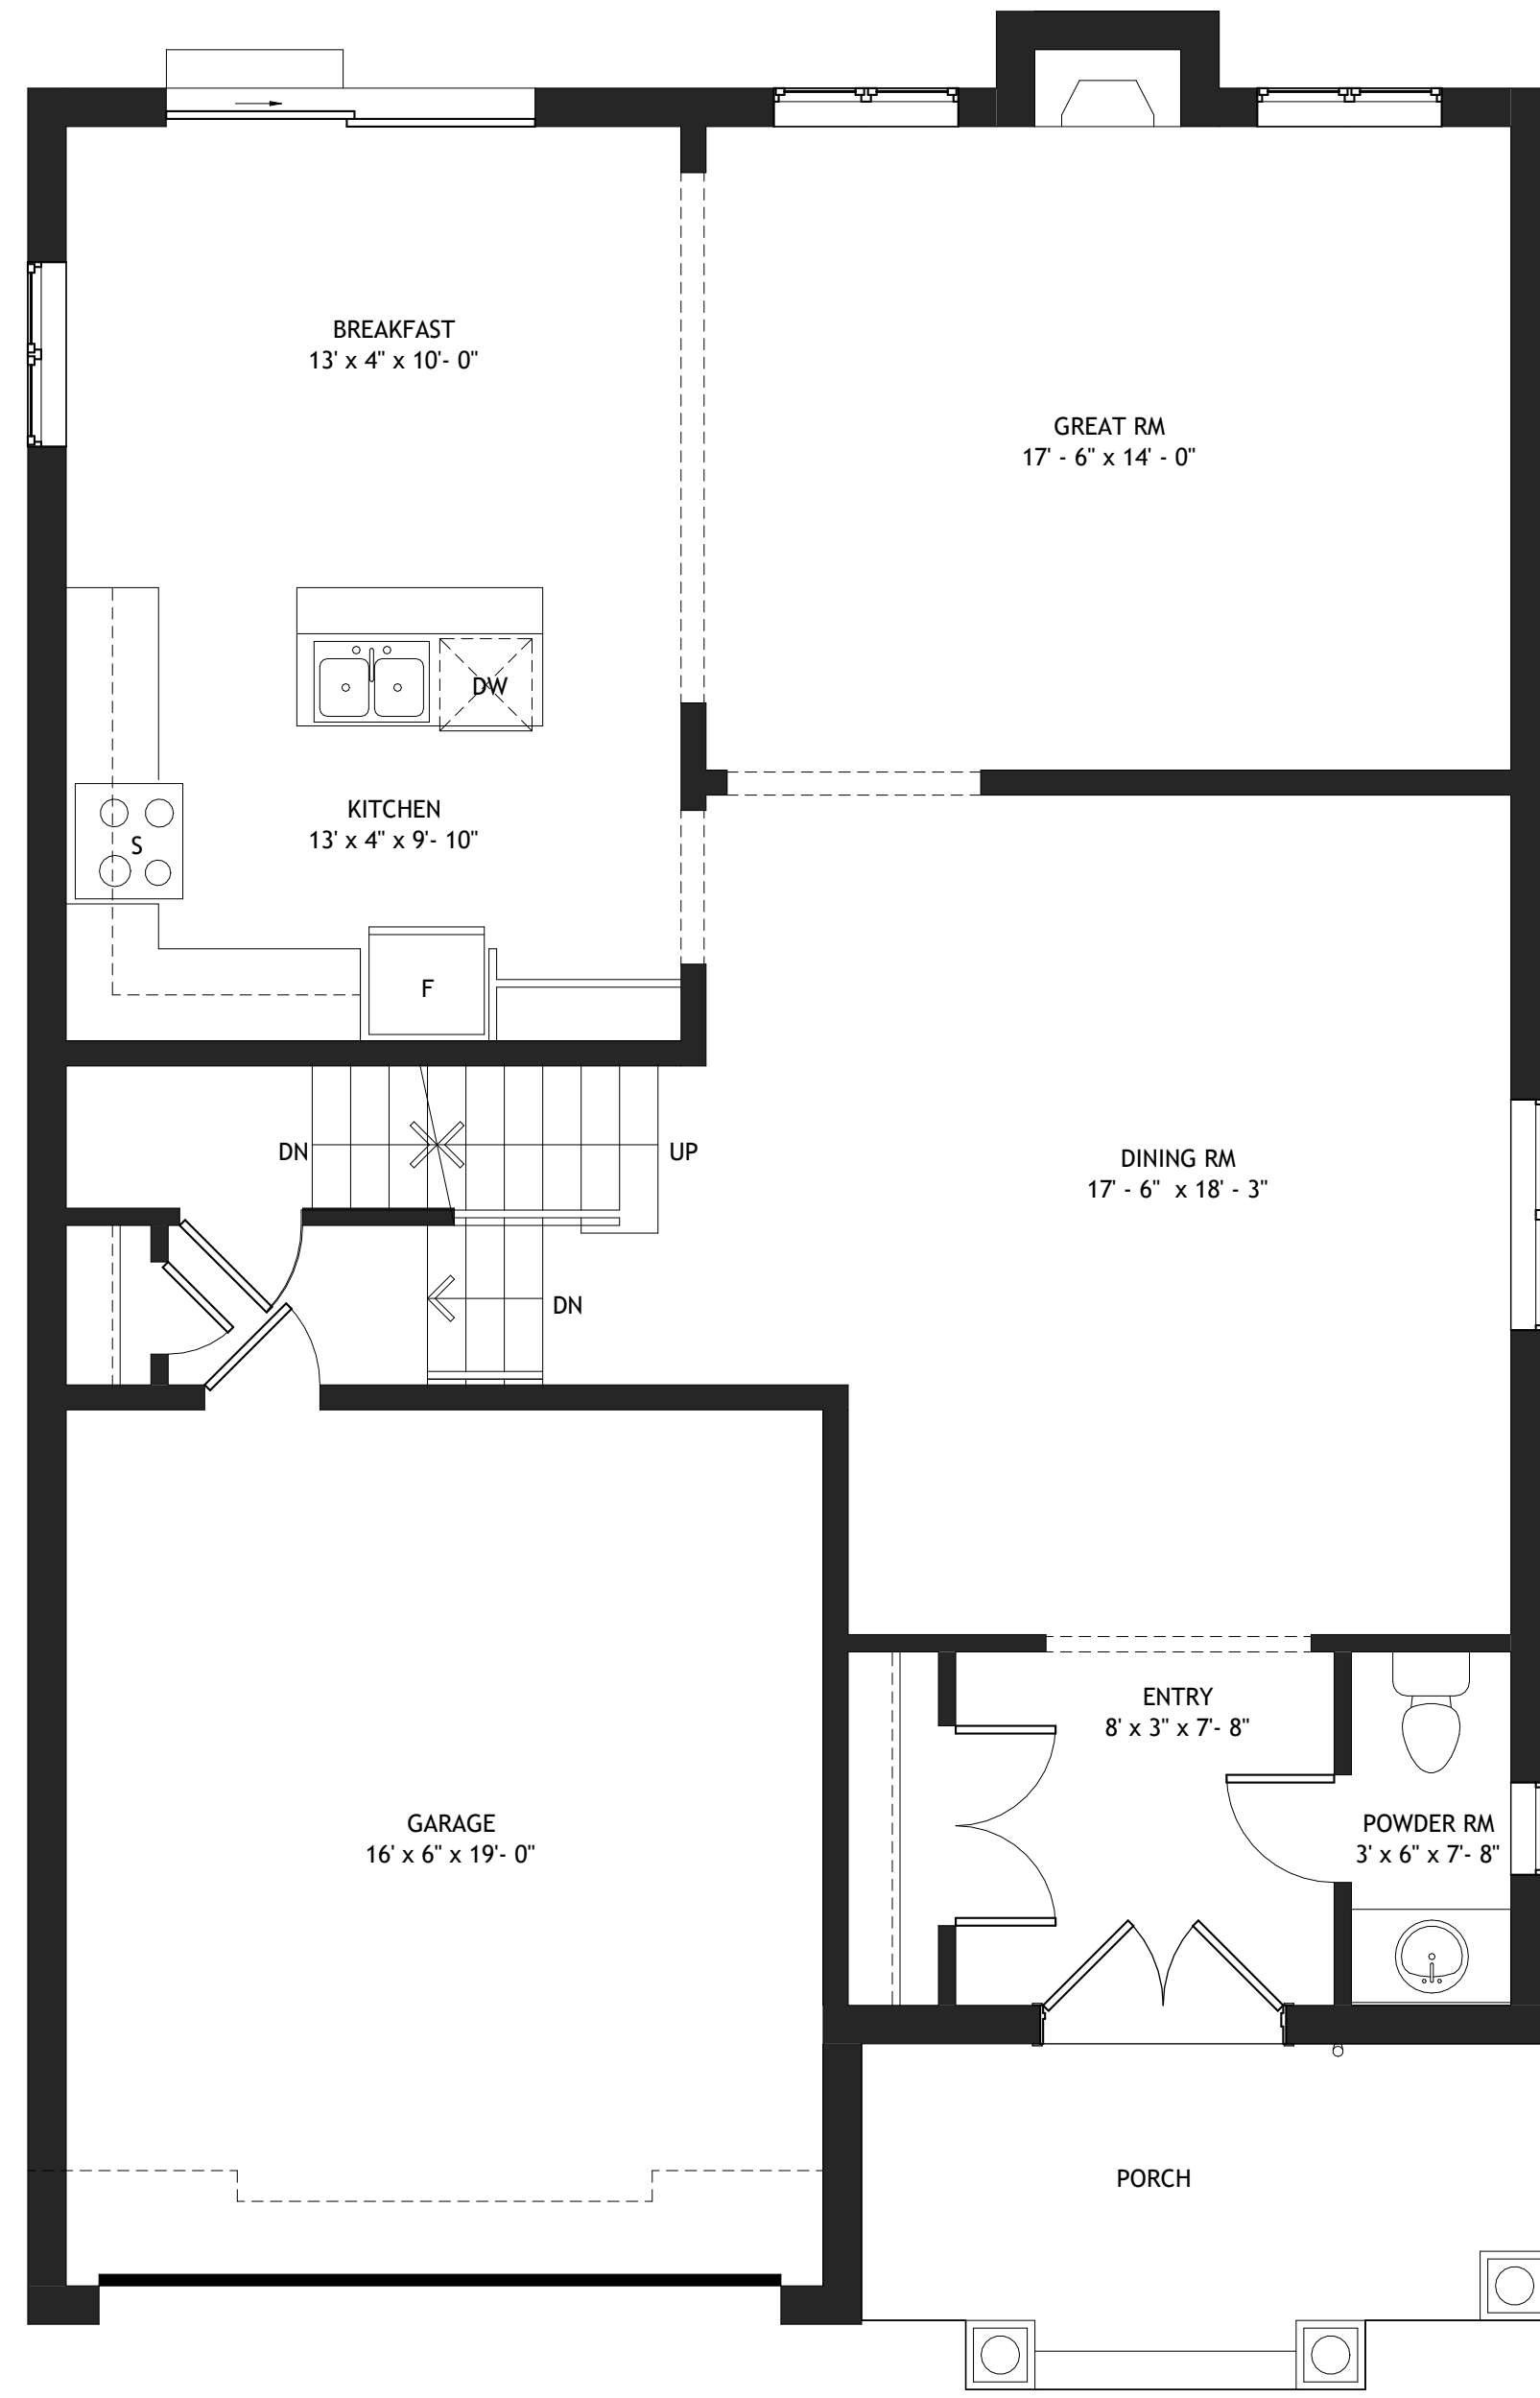 BREAKFAST
13' x 4" x 10'- 0"
GREAT RM
17' - 6" x 14' - 0"
DW
KITCHEN
13' x 4" x 9'- 10"
S
F
DN
UP
DINING RM
17' - 6"  x 18' - 3"
DN
ENTRY
8' x 3" x 7'- 8"
GARAGE
16' x 6" x 19'- 0"
POWDER RM
3' x 6" x 7'- 8"
PORCH